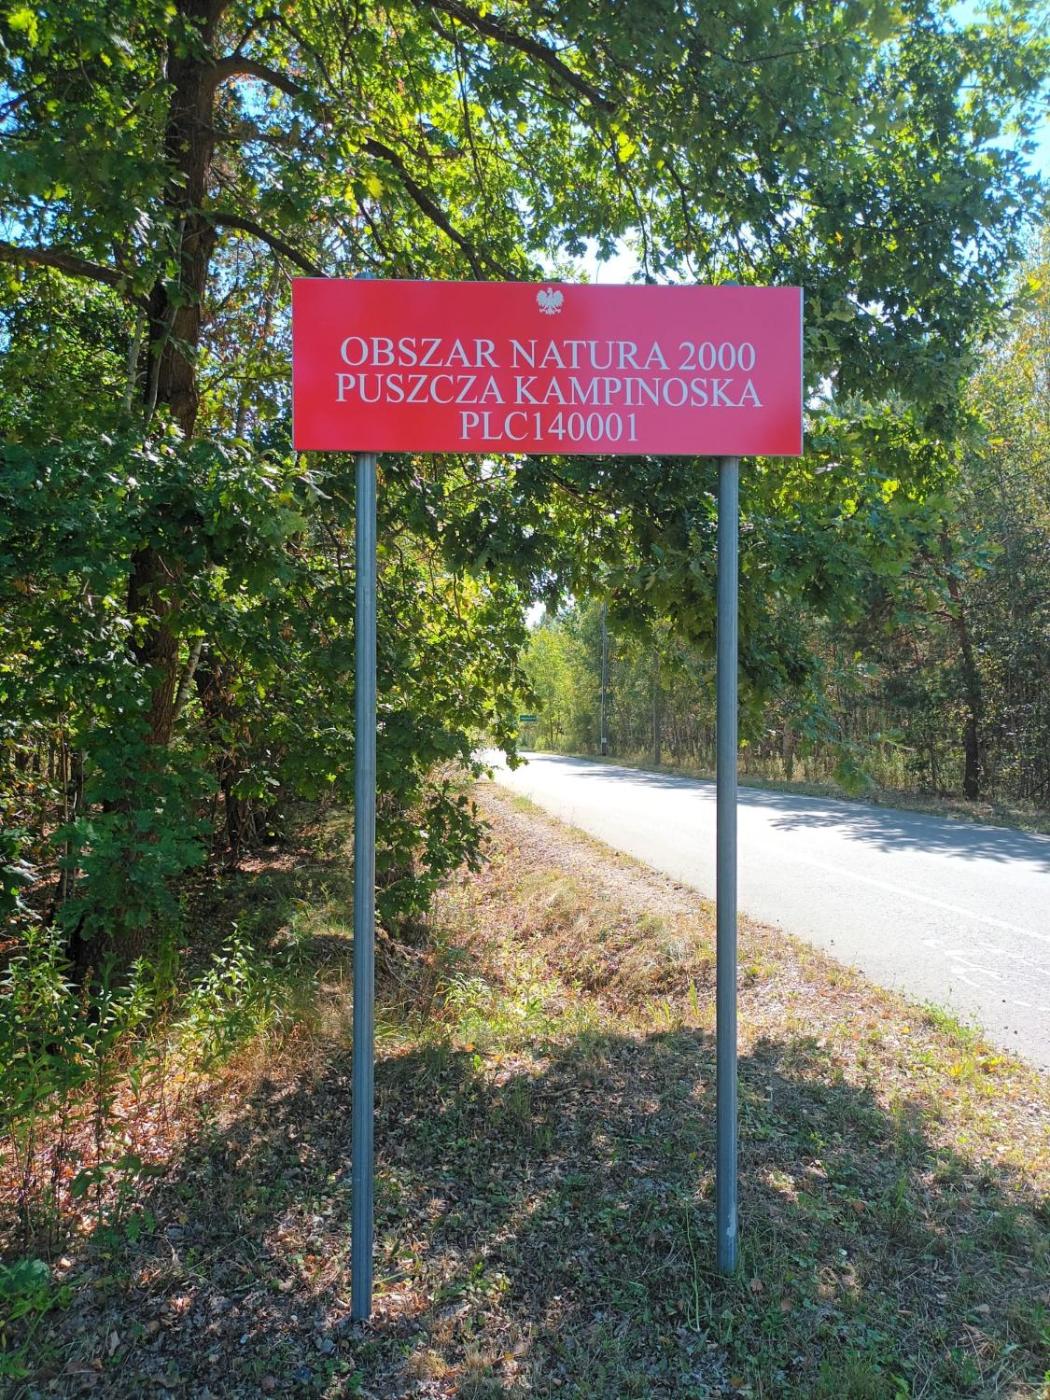 OBSZAR NATURA 2000
PUSZCZA KAMPINOSKA
PLC140001